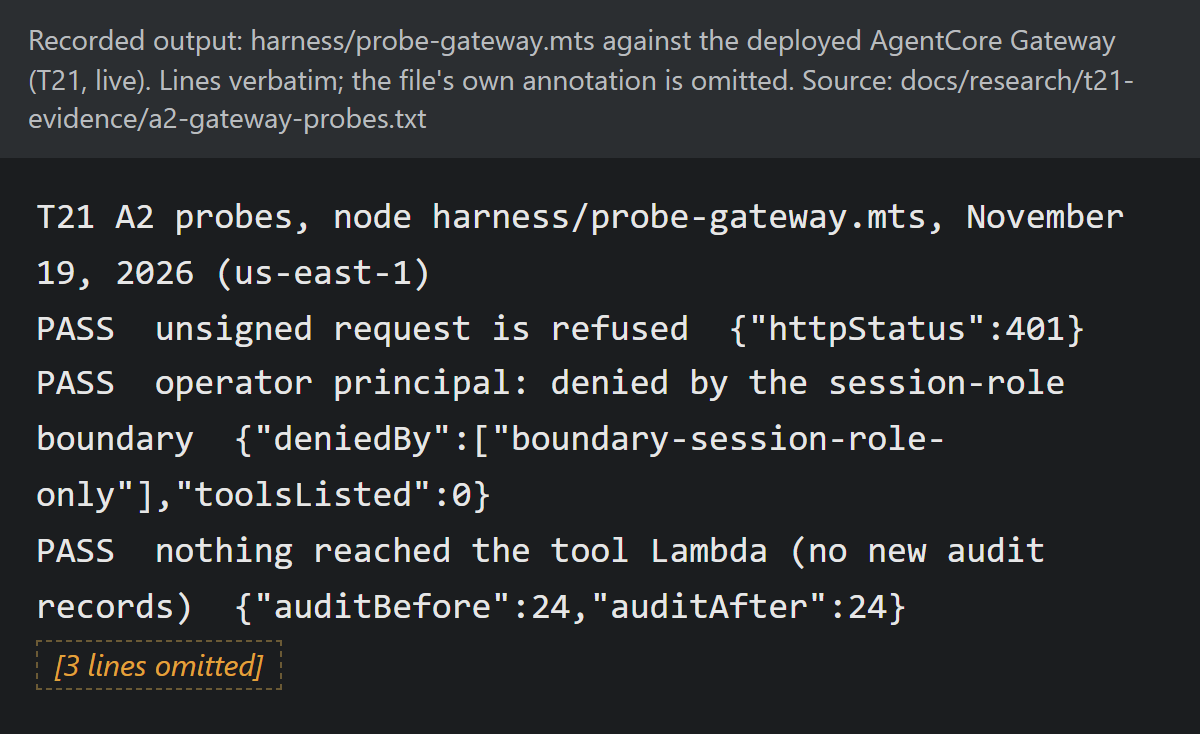 Recorded output: harness/probe-gateway.mts against the deployed AgentCore Gateway
(T21, live). Lines verbatim; the file's own annotation is omitted. Source: docs/research/t21-
evidence/a2-gateway-probes.txt
T21 A2 probes, node harness/probe-gateway.mts, November
19, 2026 (us-east-1)
PASS  unsigned request is refused  {"httpStatus":401}
PASS  operator principal: denied by the session-role
boundary  {"deniedBy":["boundary-session-role-
only"],"toolsListed":0}
PASS  nothing reached the tool Lambda (no new audit
records)  {"auditBefore":24,"auditAfter":24}
[3 lines omitted]